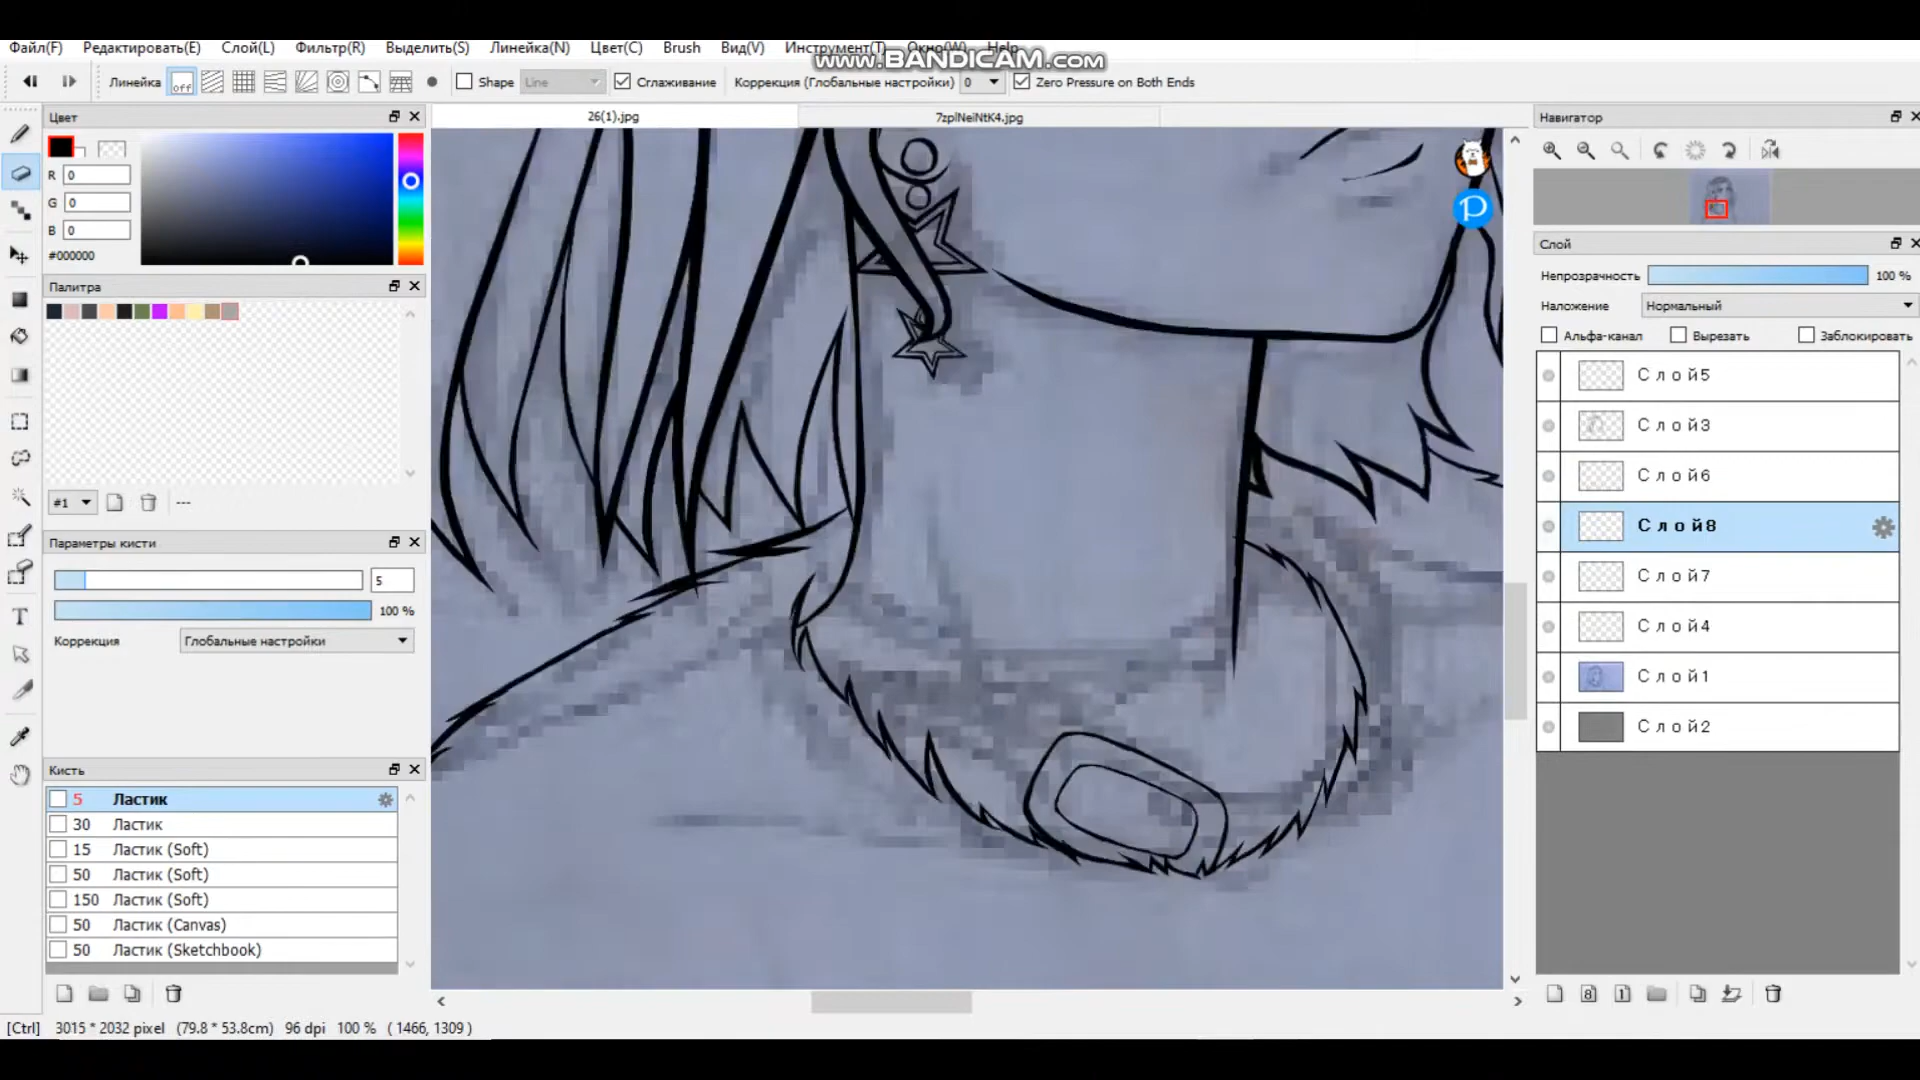 Файл(F) Редактировать(E) Слой(L) Фильтр(R) Выделить(S) Линейка(N) Цвет(C) Brush Вид(V) Инструмент(T) Окно(W) Help
www.BANDICAM.com
Линейка off Shape Line Сглаживание Коррекция (Глобальные настройки) 0 Zero Pressure on Both Ends
Цвет
R 0
G 0
B 0
#000000
Палитра
#1 ---
Параметры кисти
5
100 %
Коррекция Глобальные настройки
Кисть
5 Ластик
30 Ластик
15 Ластик (Soft)
50 Ластик (Soft)
150 Ластик (Soft)
50 Ластик (Canvas)
50 Ластик (Sketchbook)
26(1).jpg
7zplNeiNtK4.jpg
P
Навигатор
Слой
Непрозрачность 100 %
Наложение Нормальный
Альфа-канал Вырезать Заблокировать
Слой5
Слой3
Слой6
Слой8
Слой7
Слой4
Слой1
Слой2
8 1
[Ctrl] 3015 * 2032 pixel (79.8 * 53.8cm) 96 dpi 100 % ( 1466, 1309 )